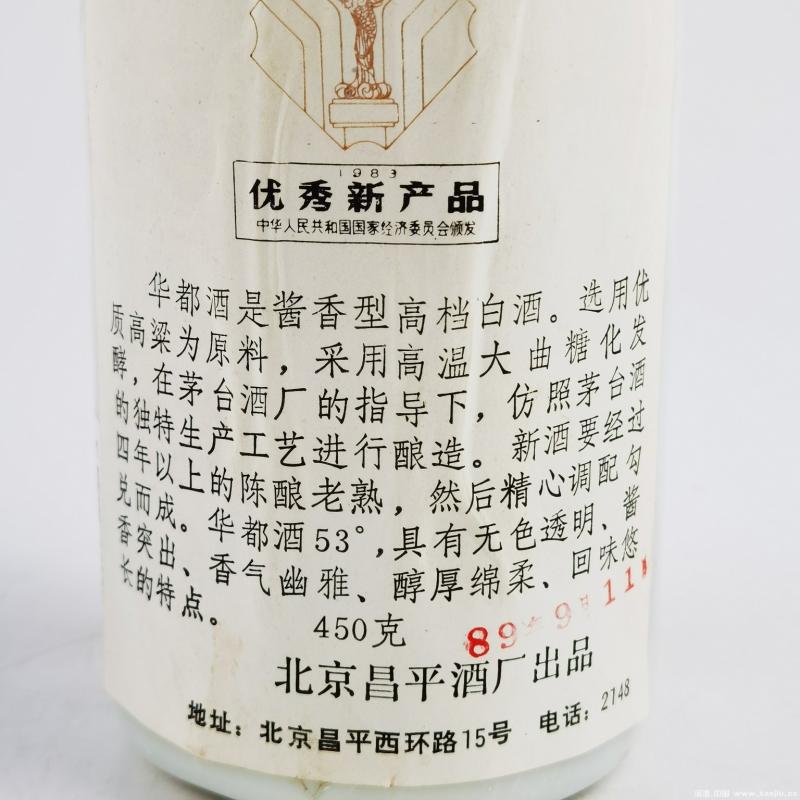 1983
优秀新产品
中华人民共和国国家经济委员会颁发
华都酒是酱香型高档白酒。选用优
质高粱为原料，采用高温大曲糖化发
酵，在茅台酒厂的指导下，仿照茅台酒
的独特生产工艺进行酿造。新酒要经过
四年以上的陈酿老熟，然后精心调配勾
兑而成。华都酒53°，具有无色透明、酱
香突出、香气幽雅、醇厚绵柔、回味悠
长的特点。
450克
89年9月11日
北京昌平酒厂出品
地址：北京昌平西环路15号 电话：2148